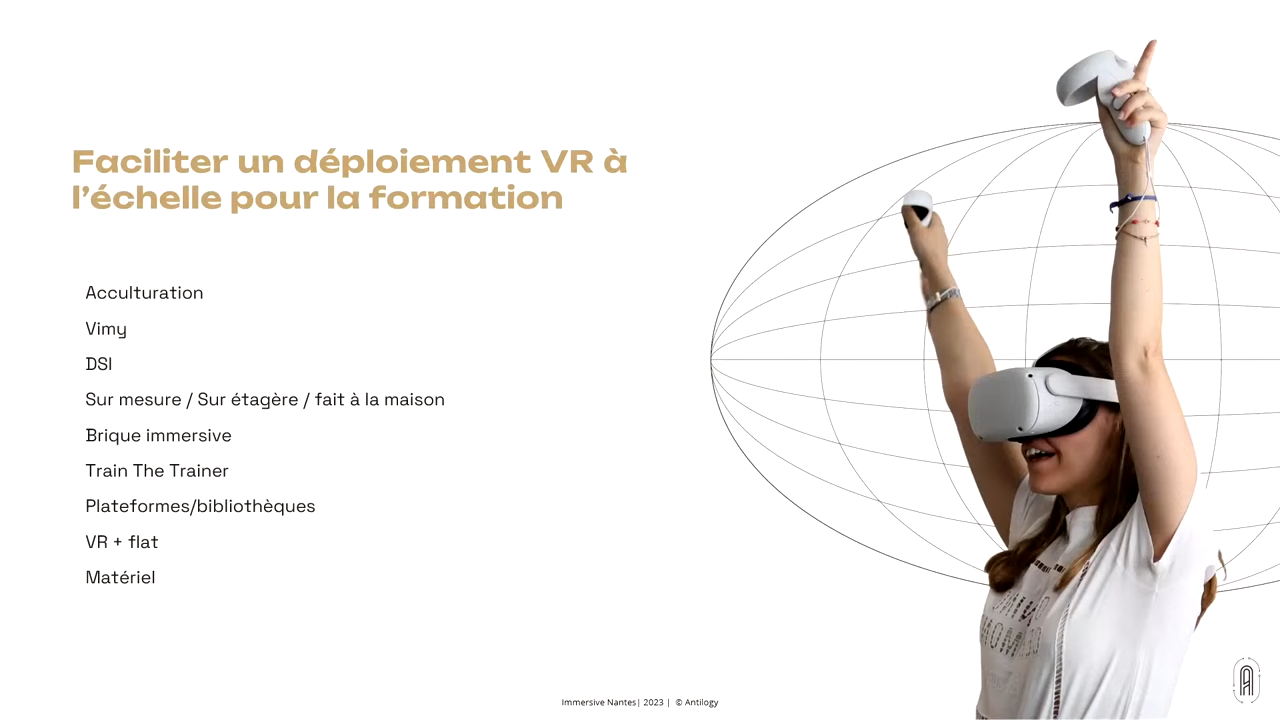 Faciliter un déploiement VR à
l’échelle pour la formation
Acculturation
Vimy
DSI
Sur mesure / Sur étagère / fait à la maison
Brique immersive
Train The Trainer
Plateformes/bibliothèques
VR + flat
Matériel
Immersive Nantes| 2023 | © Antilogy